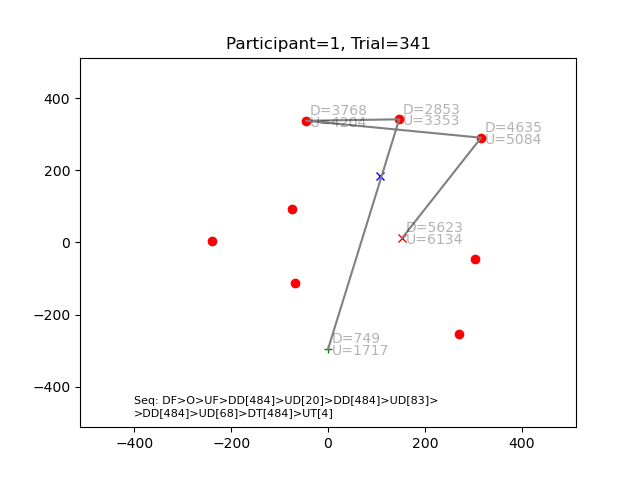 Participant=1, Trial=341
400
200
0
−200
−400
D=3768
U=4204
D=2853
U=3353
D=4635
U=5084
D=5623
U=6134
D=749
U=1717
Seq: DF>O>UF>DD[484]>UD[20]>DD[484]>UD[83]>
>DD[484]>UD[68]>DT[484]>UT[4]
−400 −200 0 200 400